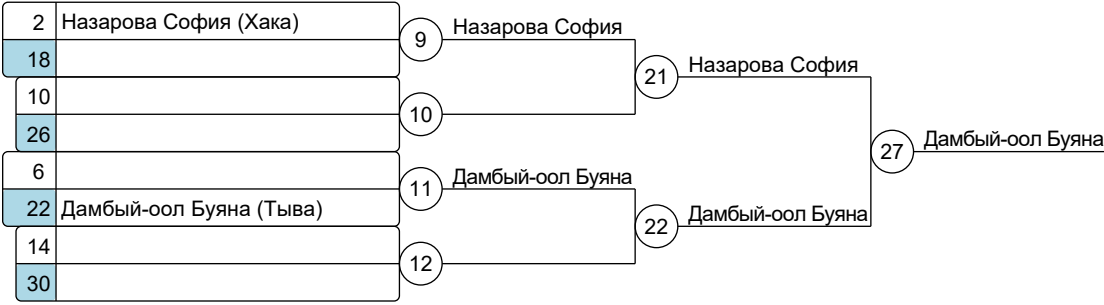 2 Назарова София (Хака)
9 Назарова София
18
21 Назарова София
10
10
26
27 Дамбый-оол Буяна
6
11 Дамбый-оол Буяна
22 Дамбый-оол Буяна (Тыва)
22 Дамбый-оол Буяна
14
12
30